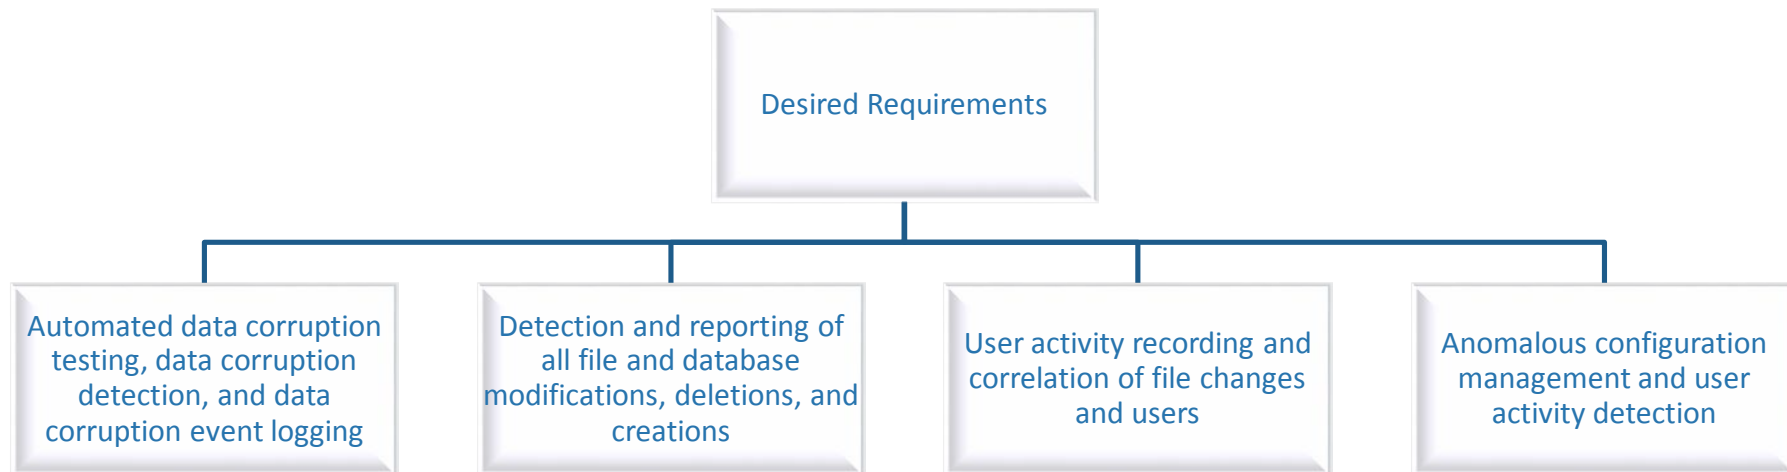 Desired Requirements
Automated data corruption
testing, data corruption
detection, and data
corruption event logging
Detection and reporting of
all file and database
modifications, deletions, and
creations
User activity recording and
correlation of file changes
and users
Anomalous configuration
management and user
activity detection